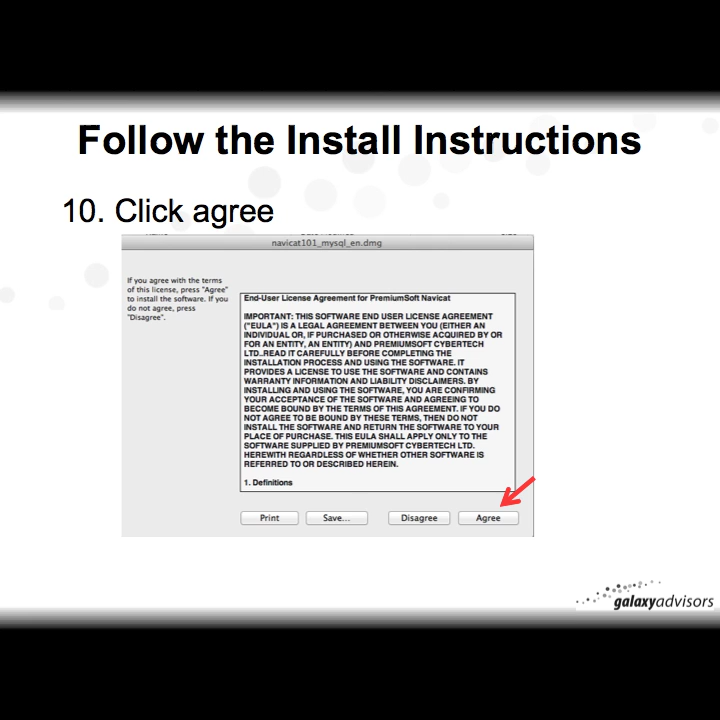 Follow the Install Instructions
10. Click agree
navicat101_mysql_en.dmg
If you agree with the terms
of this license, press "Agree"
to install the software. If you
do not agree, press
"Disagree".
End-User License Agreement for PremiumSoft Navicat
IMPORTANT: THIS SOFTWARE END USER LICENSE AGREEMENT
("EULA") IS A LEGAL AGREEMENT BETWEEN YOU (EITHER AN
INDIVIDUAL OR, IF PURCHASED OR OTHERWISE ACQUIRED BY OR
FOR AN ENTITY, AN ENTITY) AND PREMIUMSOFT CYBERTECH
LTD..READ IT CAREFULLY BEFORE COMPLETING THE
INSTALLATION PROCESS AND USING THE SOFTWARE. IT
PROVIDES A LICENSE TO USE THE SOFTWARE AND CONTAINS
WARRANTY INFORMATION AND LIABILITY DISCLAIMERS. BY
INSTALLING AND USING THE SOFTWARE, YOU ARE CONFIRMING
YOUR ACCEPTANCE OF THE SOFTWARE AND AGREEING TO
BECOME BOUND BY THE TERMS OF THIS AGREEMENT. IF YOU DO
NOT AGREE TO BE BOUND BY THESE TERMS, THEN DO NOT
INSTALL THE SOFTWARE AND RETURN THE SOFTWARE TO YOUR
PLACE OF PURCHASE. THIS EULA SHALL APPLY ONLY TO THE
SOFTWARE SUPPLIED BY PREMIUMSOFT CYBERTECH LTD.
HEREWITH REGARDLESS OF WHETHER OTHER SOFTWARE IS
REFERRED TO OR DESCRIBED HEREIN.
1. Definitions
Print Save... Disagree Agree
galaxyadvisors